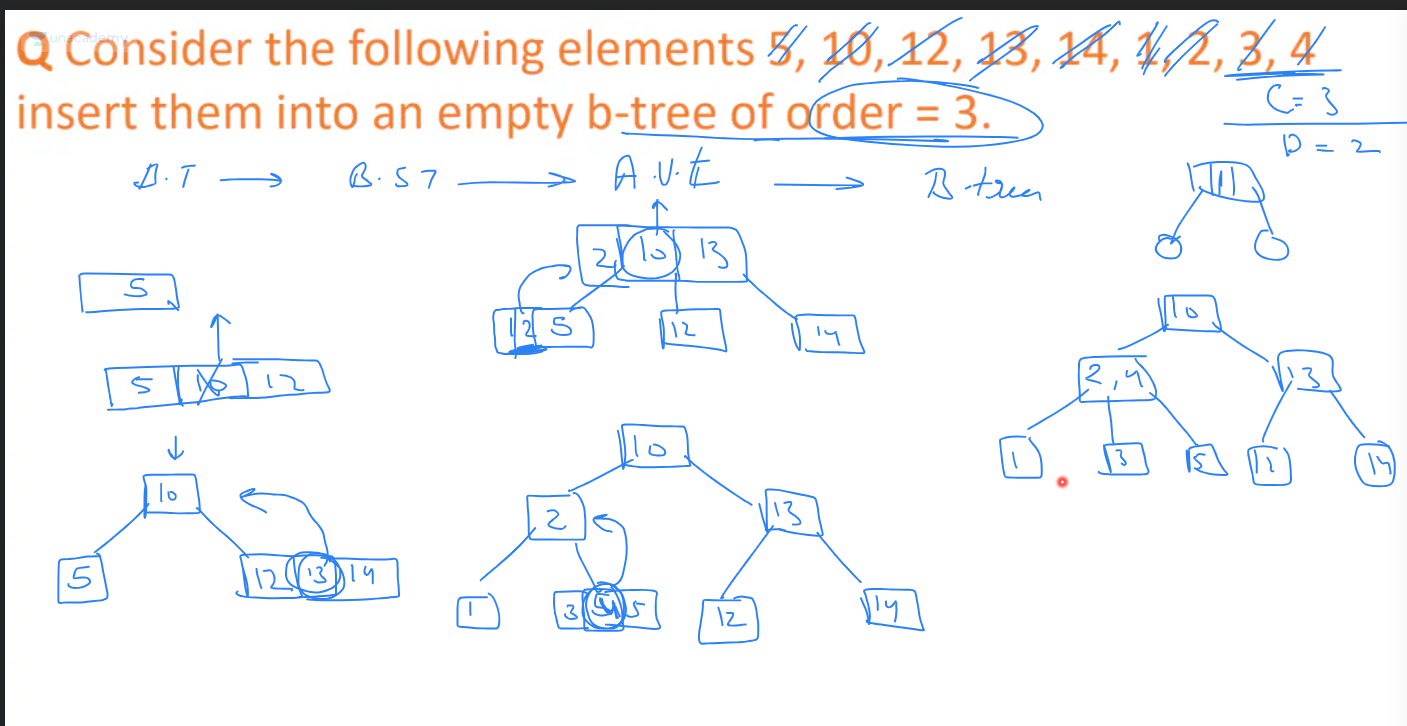 unacademy
Q Consider the following elements 5, 10, 12, 13, 14, 1, 2, 3, 4
insert them into an empty b-tree of order = 3.
C = 3
D = 2
B.T → B.ST → A.V.L → B-tree
2 10 13
1 2 5 12 14
5
5 10 12
10
5 12 13 14
10
2 13
1 3 4 5 12 14
10
2,4 13
1 3 5 12 14